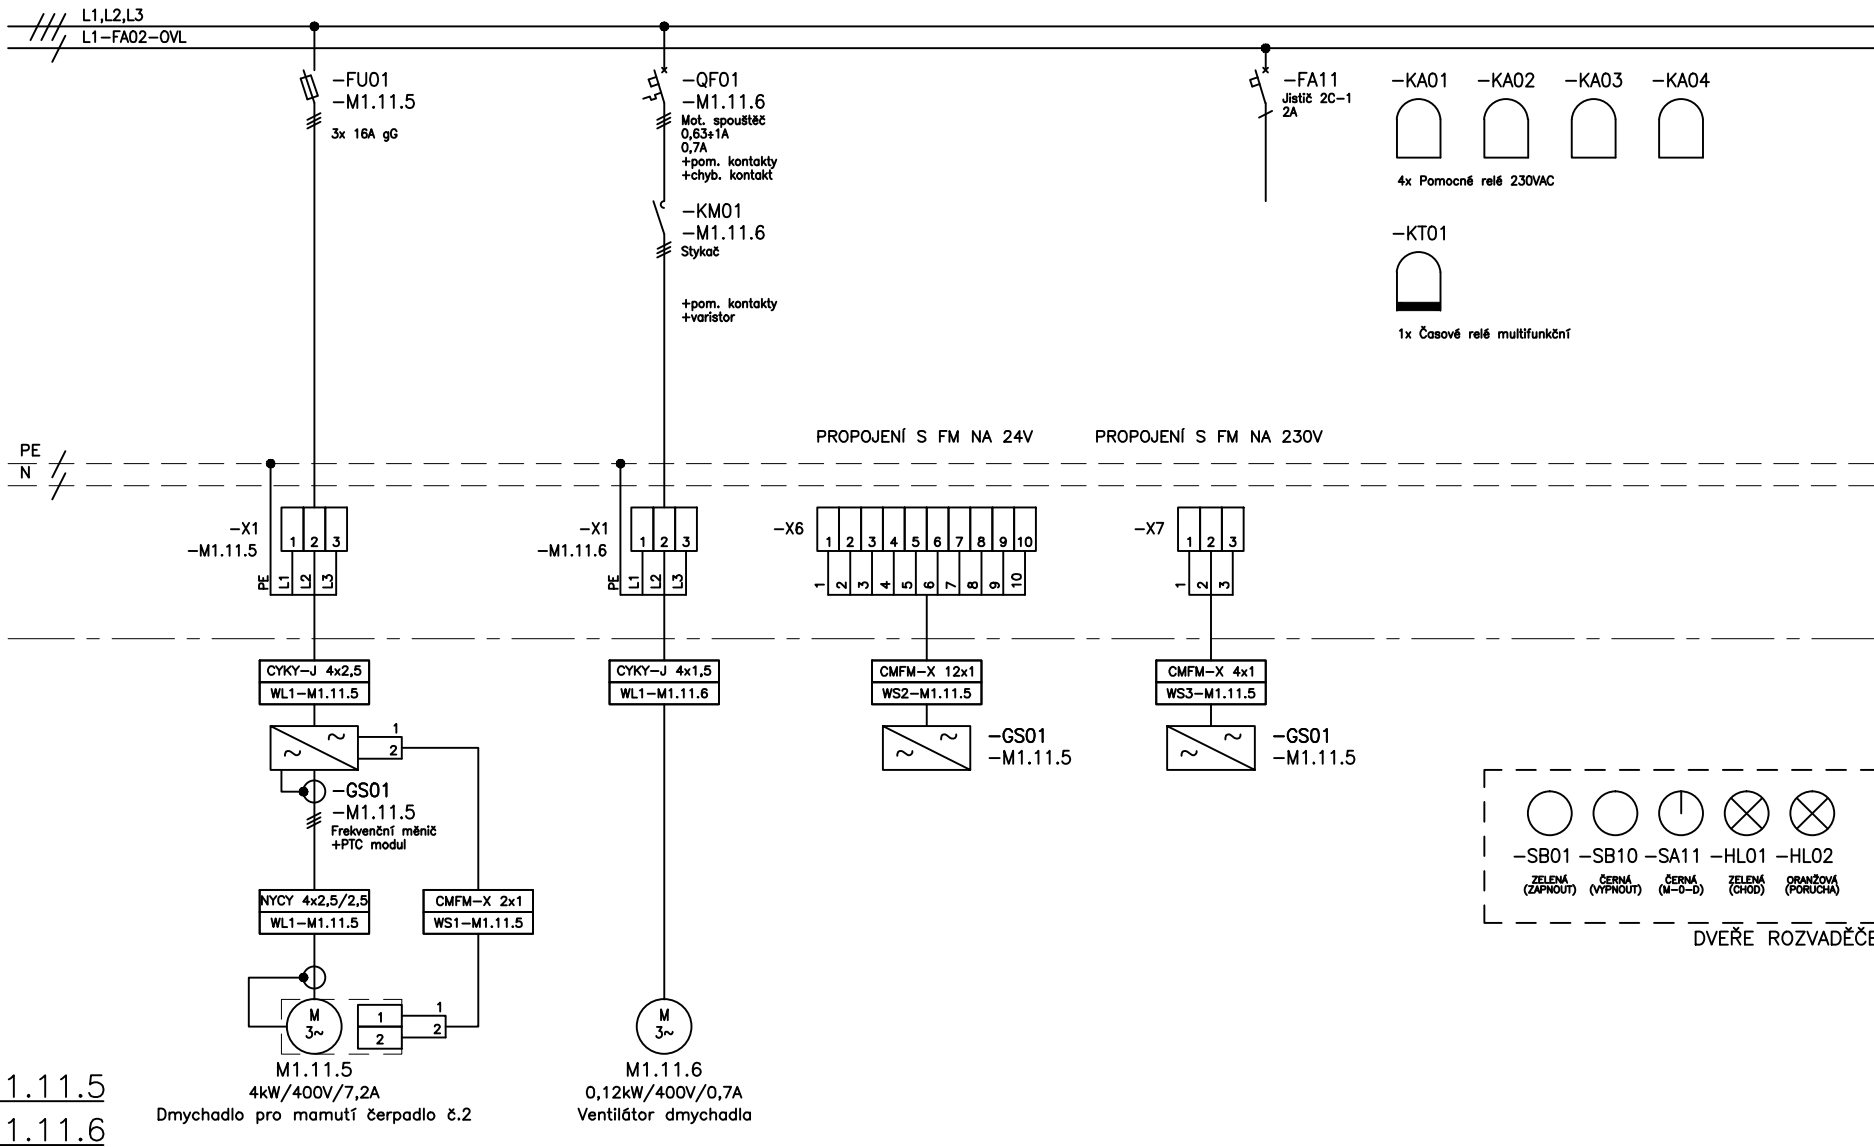 L1,L2,L3
L1-FA02-OVL
-FU01
-M1.11.5
3x 16A gG
-QF01
-M1.11.6
Mot. spouštěč
0,63÷1A
0,7A
+pom. kontakty
+chyb. kontakt
-KM01
-M1.11.6
Stykač
+pom. kontakty
+varistor
-FA11
Jistič 2C-1
2A
-KA01 -KA02 -KA03 -KA04
4x Pomocné relé 230VAC
-KT01
1x Časové relé multifunkční
PROPOJENÍ S FM NA 24V
PROPOJENÍ S FM NA 230V
PE
N
-X1
-M1.11.5
1 2 3
PE L1 L2 L3
-X1
-M1.11.6
1 2 3
PE L1 L2 L3
-X6
1 2 3 4 5 6 7 8 9 10
1 2 3 4 5 6 7 8 9 10
-X7
1 2 3
1 2 3
CYKY-J 4x2,5
WL1-M1.11.5
CYKY-J 4x1,5
WL1-M1.11.6
CMFM-X 12x1
WS2-M1.11.5
CMFM-X 4x1
WS3-M1.11.5
~ ~
1
2
-GS01
-M1.11.5
Frekvenční měnič
+PTC modul
~ ~
-GS01
-M1.11.5
~ ~
-GS01
-M1.11.5
NYCY 4x2,5/2,5
WL1-M1.11.5
CMFM-X 2x1
WS1-M1.11.5
-SB01 -SB10 -SA11 -HL01 -HL02
ZELENÁ ČERNÁ ČERNÁ ZELENÁ ORANŽOVÁ
(ZAPNOUT) (VYPNOUT) (M-0-D) (CHOD) (PORUCHA)
DVEŘE ROZVADĚČE
M
3~
1
2
1
2
M
3~
M1.11.5
4kW/400V/7,2A
Dmychadlo pro mamutí čerpadlo č.2
M1.11.6
0,12kW/400V/0,7A
Ventilátor dmychadla
1.11.5
1.11.6